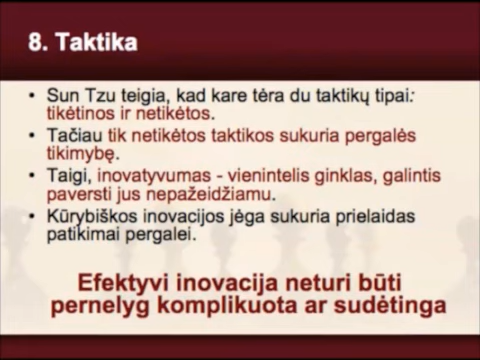 8. Taktika
• Sun Tzu teigia, kad kare tėra du taktikų tipai:
tikėtinos ir netikėtos.
• Tačiau tik netikėtos taktikos sukuria pergalės
tikimybę.
• Taigi, inovatyvumas - vienintelis ginklas, galintis
paversti jus nepažeidžiamu.
• Kūrybiškos inovacijos jėga sukuria prielaidas
patikimai pergalei.
Efektyvi inovacija neturi būti
pernelyg komplikuota ar sudėtinga